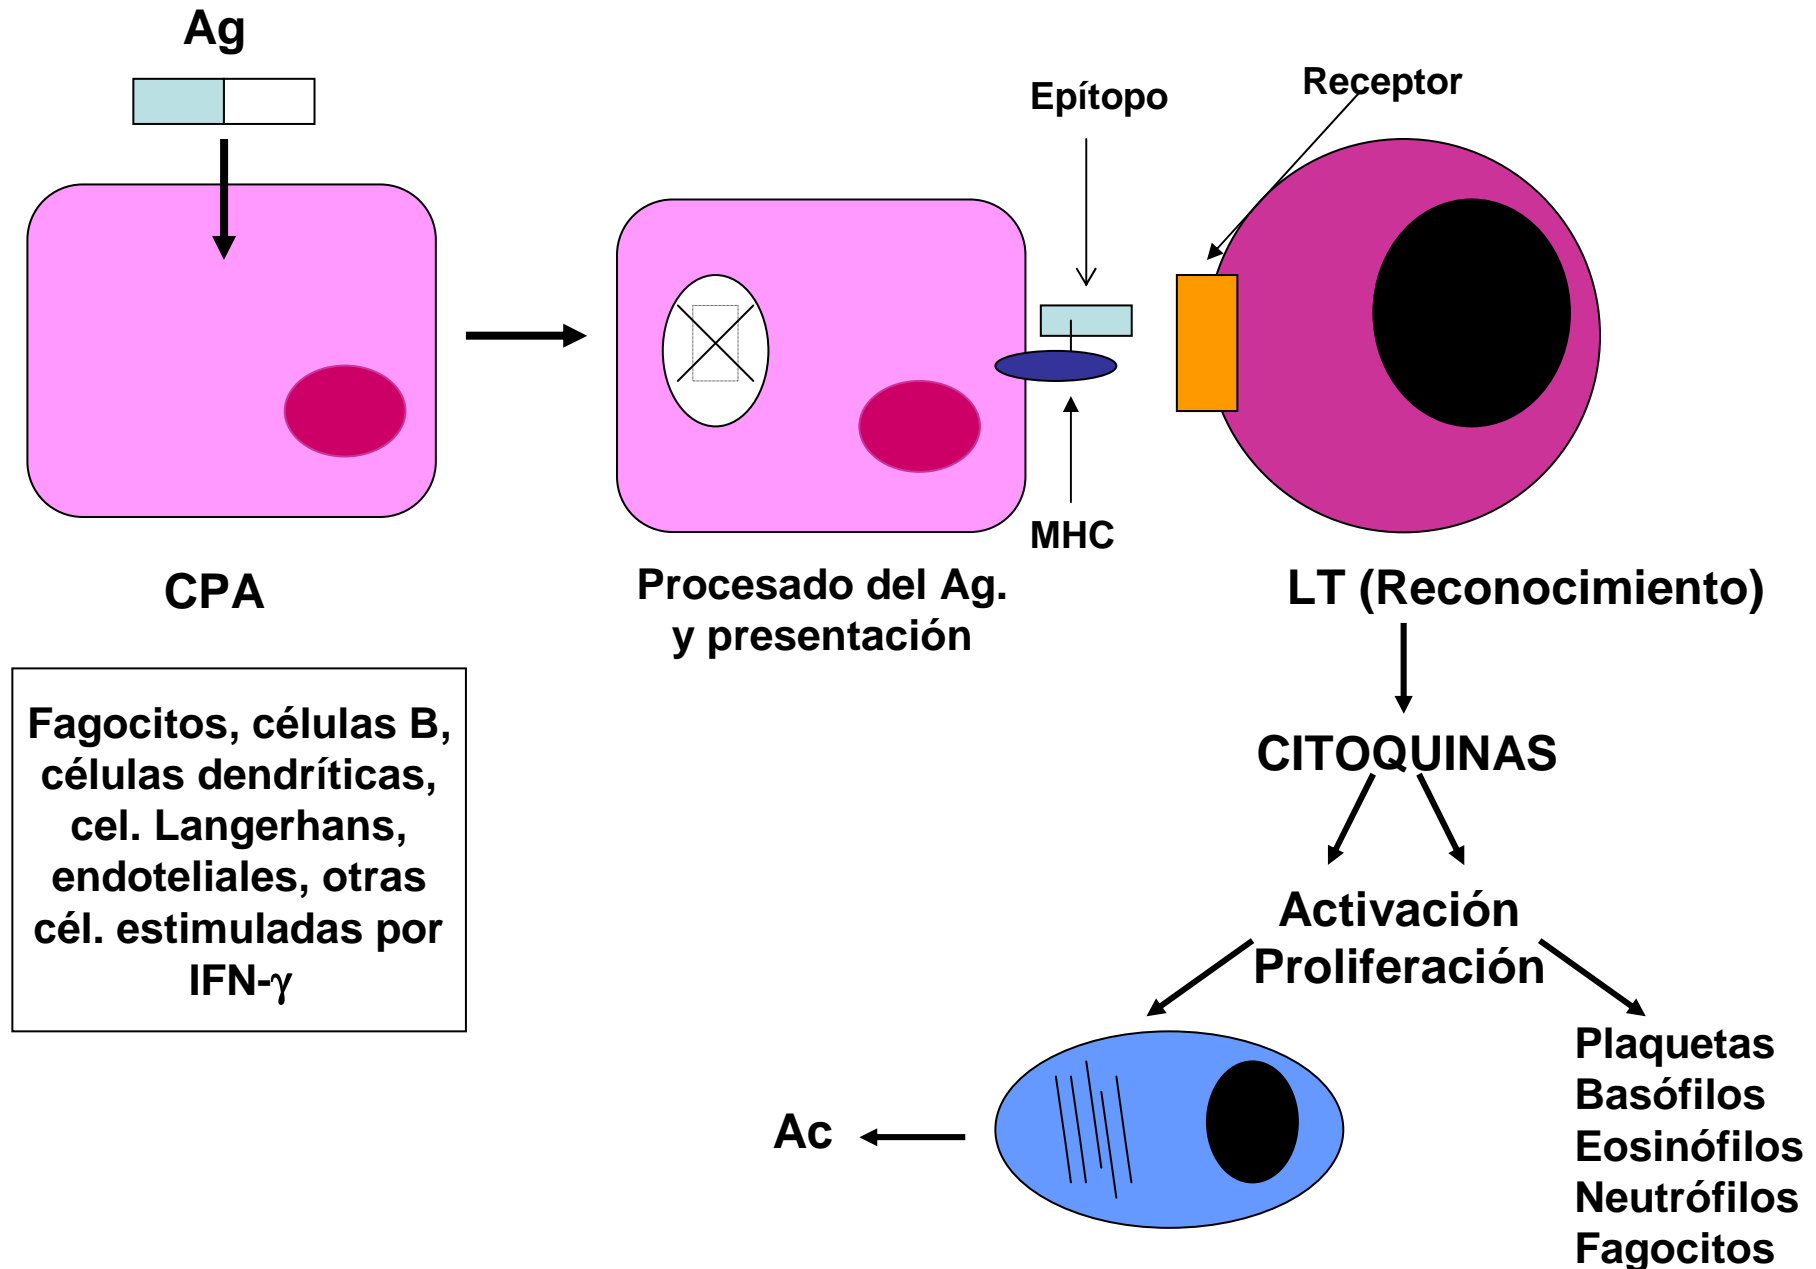 Ag
Epítopo
Receptor
MHC
CPA
Procesado del Ag.
y presentación
LT (Reconocimiento)
Fagocitos, células B,
células dendríticas,
cel. Langerhans,
endoteliales, otras
cél. estimuladas por
IFN-γ
CITOQUINAS
Activación
Proliferación
Ac
Plaquetas
Basófilos
Eosinófilos
Neutrófilos
Fagocitos